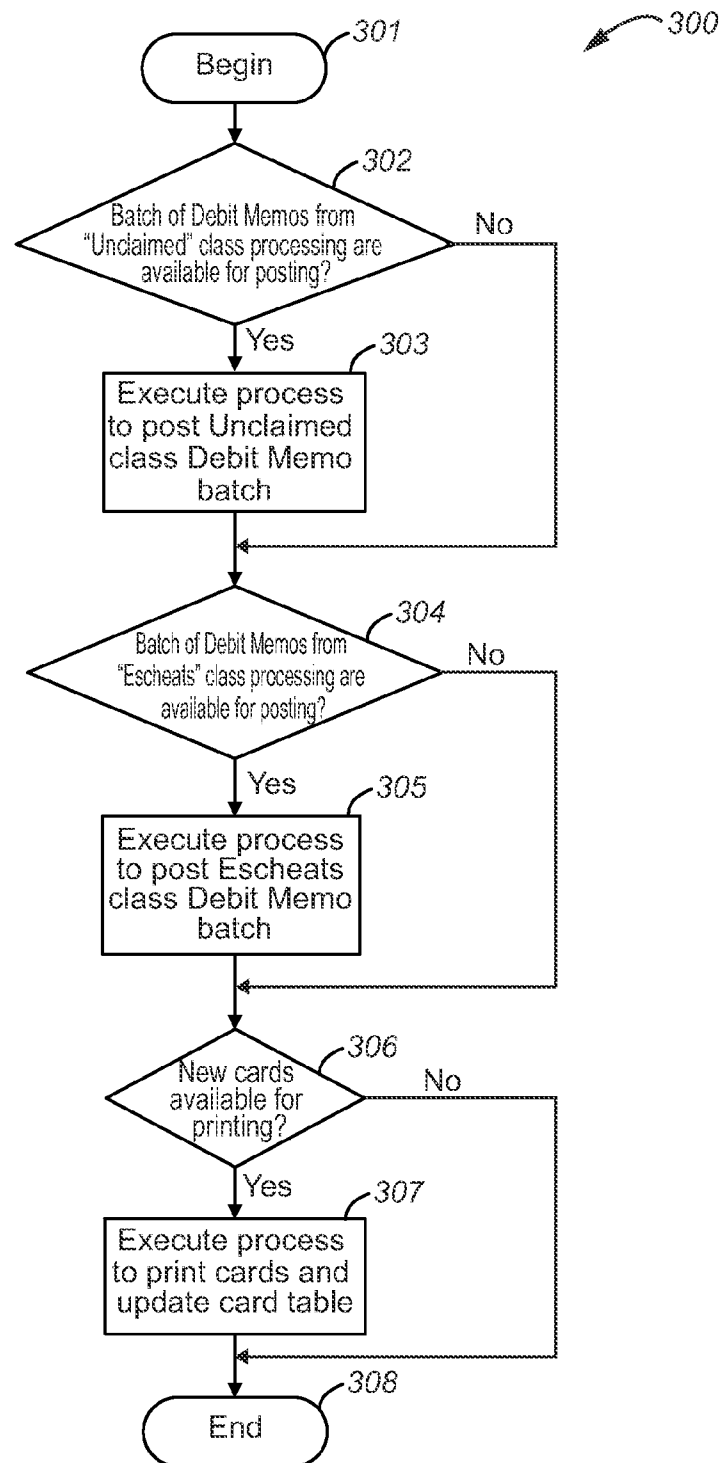 300
301
Begin
302
Batch of Debit Memos from
"Unclaimed" class processing are
available for posting?
No
Yes
303
Execute process
to post Unclaimed
class Debit Memo
batch
304
Batch of Debit Memos from
"Escheats" class processing are
available for posting?
No
Yes
305
Execute process
to post Escheats
class Debit Memo
batch
306
New cards
available for
printing?
No
Yes
307
Execute process
to print cards and
update card table
308
End